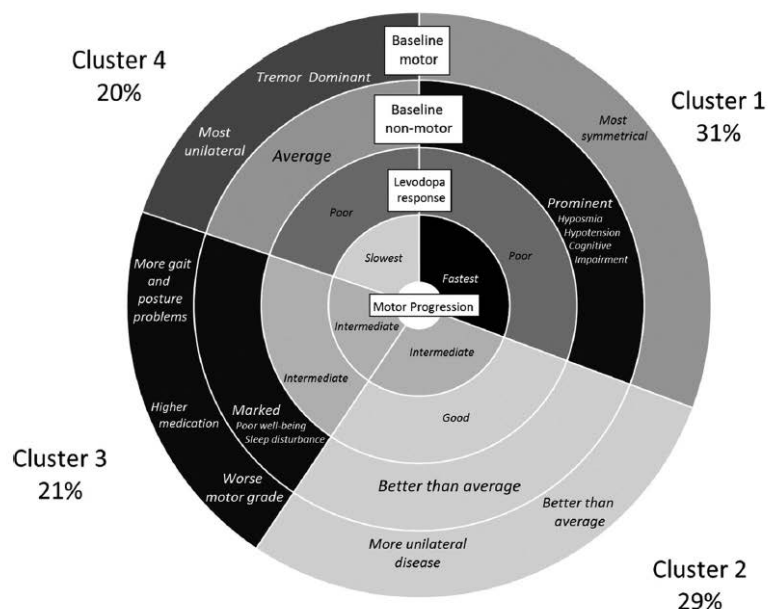 Cluster 4
20%
Cluster 1
31%
Cluster 3
21%
Cluster 2
29%
Baseline
motor
Baseline
non-motor
Levodopa
response
Motor Progression
Tremor Dominant
Most
unilateral
Average
Poor
Slowest
Most
symmetrical
Prominent
Hyposmia
Hypotension
Cognitive
Impairment
Poor
Fastest
More gait
and
posture
problems
Higher
medication
Worse
motor grade
Marked
Poor well-being
Sleep disturbance
Intermediate
Intermediate
Intermediate
Good
Better than average
Better than
average
More unilateral
disease